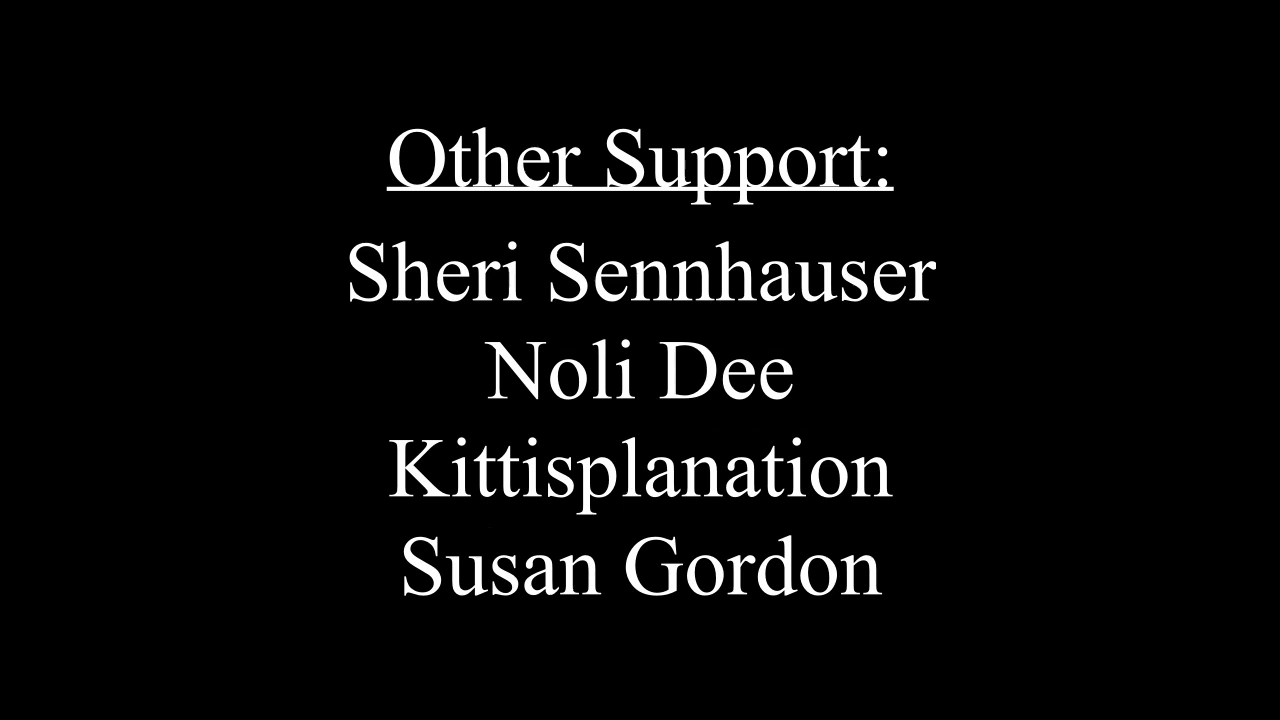 Other Support:
Sheri Sennhauser
Noli Dee
Kittisplanation
Susan Gordon